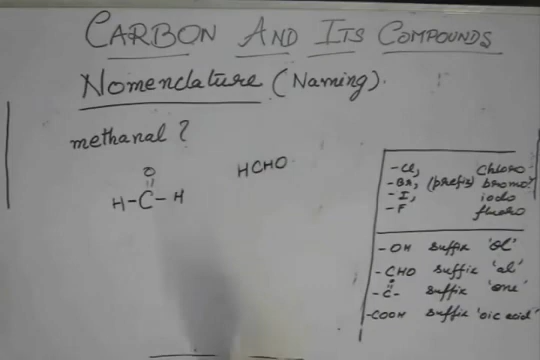 CARBON AND ITS COMPOUNDS
Nomenclature (Naming).
methanal ?
O
H-C-H
HCHO
-Cl, Chloro
-Br, (prefix) bromo
-I, iodo
-F fluoro
-OH suffix 'ol'
-CHO suffix 'al'
O
-C- suffix 'one'
-COOH suffix 'oic acid'